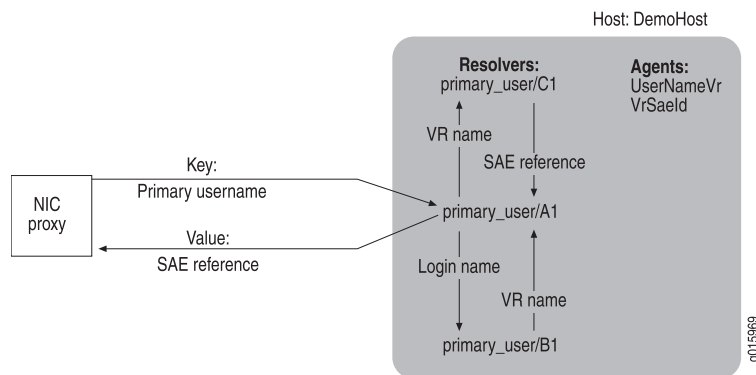 Host: DemoHost
Resolvers:
primary_user/C1
Agents:
UserNameVr
VrSaeId
VR name
SAE reference
Key:
Primary username
NIC
proxy
primary_user/A1
Value:
SAE reference
Login name
VR name
primary_user/B1
g015969